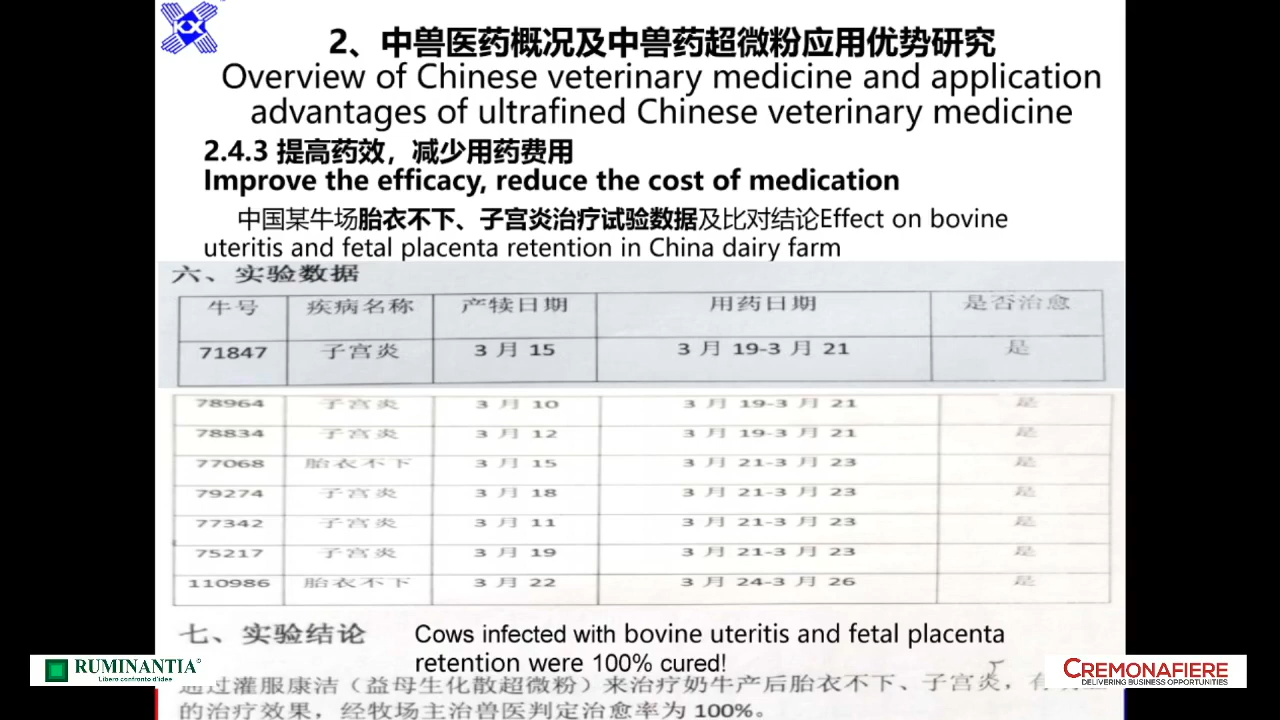 KX
2、中兽医药概况及中兽药超微粉应用优势研究
Overview of Chinese veterinary medicine and application
advantages of ultrafined Chinese veterinary medicine
2.4.3 提高药效，减少用药费用
Improve the efficacy, reduce the cost of medication
中国某牛场胎衣不下、子宫炎治疗试验数据及比对结论Effect on bovine
uteritis and fetal placenta retention in China dairy farm
六、实验数据
牛号 疾病名称 产犊日期 用药日期 是否治愈
71847 子宫炎 3月15 3月19-3月21 是
78964 子宫炎 3月10 3月19-3月21 是
78834 子宫炎 3月12 3月19-3月21 是
77068 胎衣不下 3月15 3月21-3月23 是
79274 子宫炎 3月18 3月21-3月23 是
77342 子宫炎 3月11 3月21-3月23 是
75217 子宫炎 3月19 3月21-3月23 是
110986 胎衣不下 3月22 3月24-3月26 是
七、实验结论
Cows infected with bovine uteritis and fetal placenta
retention were 100% cured!
通过灌服康洁（益母生化散超微粉）来治疗奶牛产后胎衣不下、子宫炎，有
的治疗效果，经牧场主治兽医判定治愈率为 100%。
RUMINANTIA®
Libero confronto d'idee
CREMONAFIERE
DELIVERING BUSINESS OPPORTUNITIES